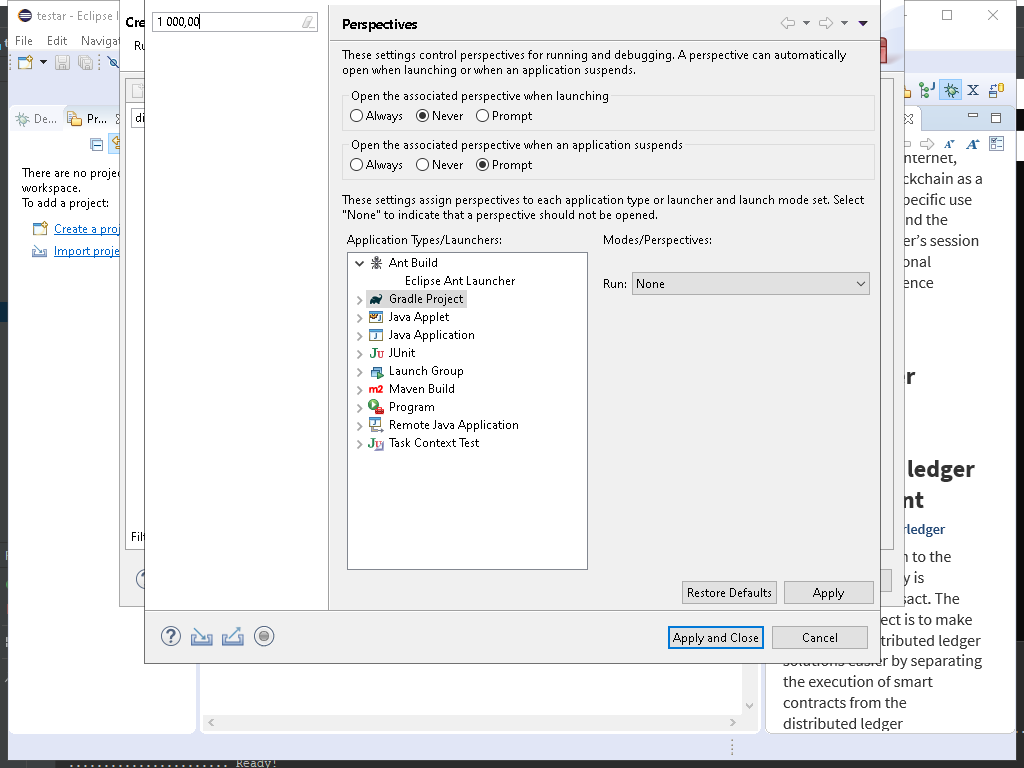 testar - Eclipse I
File
Edit
Naviga
Cre
Ru
1 000,00
Perspectives
These settings control perspectives for running and debugging. A perspective can automatically
open when launching or when an application suspends.
Open the associated perspective when launching
Always
Never
Prompt
Open the associated perspective when an application suspends
Always
Never
Prompt
These settings assign perspectives to each application type or launcher and launch mode set. Select
"None" to indicate that a perspective should not be opened.
Application Types/Launchers:
Modes/Perspectives:
Ant Build
Eclipse Ant Launcher
Gradle Project
Java Applet
Java Application
JUnit
Launch Group
Maven Build
Program
Remote Java Application
Task Context Test
Run:
None
Restore Defaults
Apply
Apply and Close
Cancel
De...
Pr...
di
There are no projec
workspace.
To add a project:
Create a proj
Import proje
Filt
nternet,
ckchain as a
pecific use
nd the
er's session
onal
ence
r
ledger
nt
rledger
n to the
y is
sact. The
ect is to make
tributed ledger
solutions easier by separating
the execution of smart
contracts from the
distributed ledger
Ready!